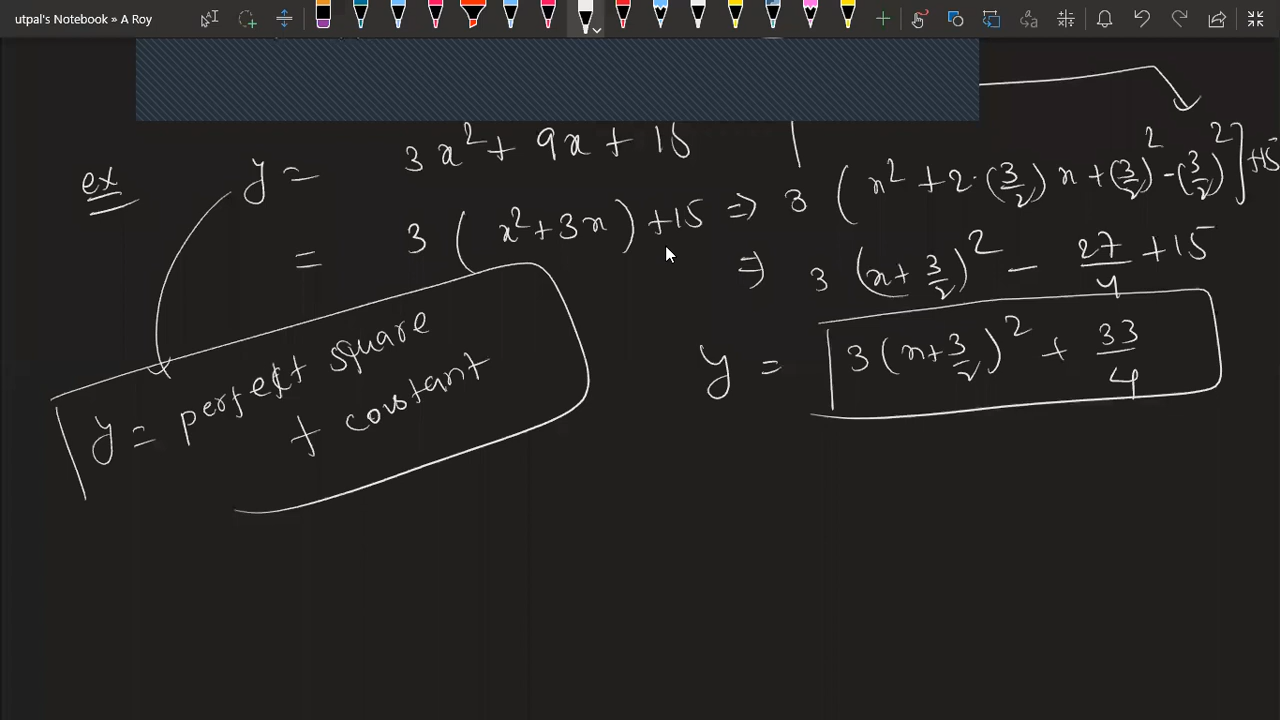 utpal's Notebook » A Roy
ex
y = 3x² + 9x + 15
= 3 (x² + 3x) + 15 ⇒ 3 (x² + 2·(3/2) x + (3/2)² - (3/2)²] + 15
⇒ 3 (x + 3/2)² - 27/4 + 15
y = 3(x + 3/2)² + 33/4
y = perfect square
+ constant